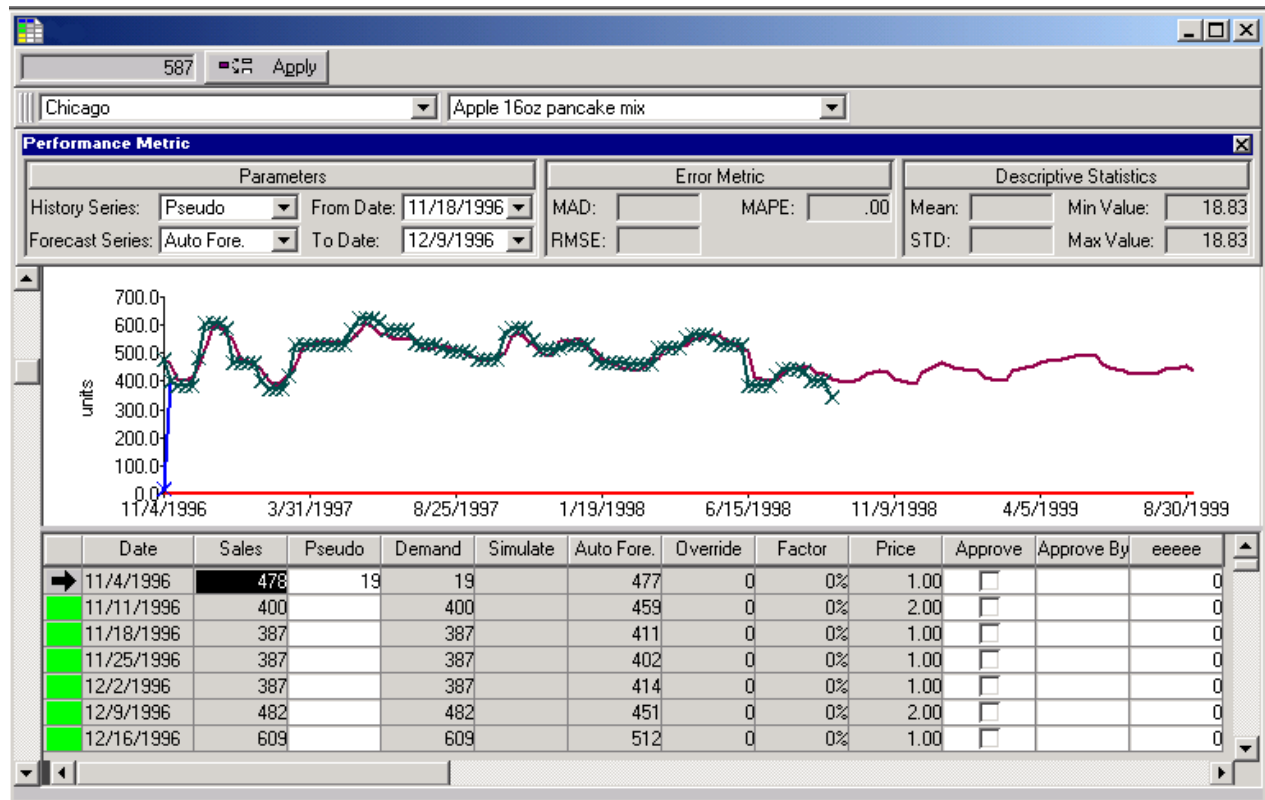 587 Apply
Chicago Apple 16oz pancake mix
Performance Metric
Parameters Error Metric Descriptive Statistics
History Series: Pseudo From Date: 11/18/1996 MAD: MAPE: .00 Mean: Min Value: 18.83
Forecast Series: Auto Fore. To Date: 12/9/1996 RMSE: STD: Max Value: 18.83
700.0
600.0
500.0
400.0
300.0
200.0
100.0
0.0
units
11/4/1996 3/31/1997 8/25/1997 1/19/1998 6/15/1998 11/9/1998 4/5/1999 8/30/1999
Date Sales Pseudo Demand Simulate Auto Fore. Override Factor Price Approve Approve By eeeee
11/4/1996 478 19 19 477 0 0% 1.00 0
11/11/1996 400 400 459 0 0% 2.00 0
11/18/1996 387 387 411 0 0% 1.00 0
11/25/1996 387 387 402 0 0% 1.00 0
12/2/1996 387 387 414 0 0% 1.00 0
12/9/1996 482 482 451 0 0% 2.00 0
12/16/1996 609 609 512 0 0% 1.00 0